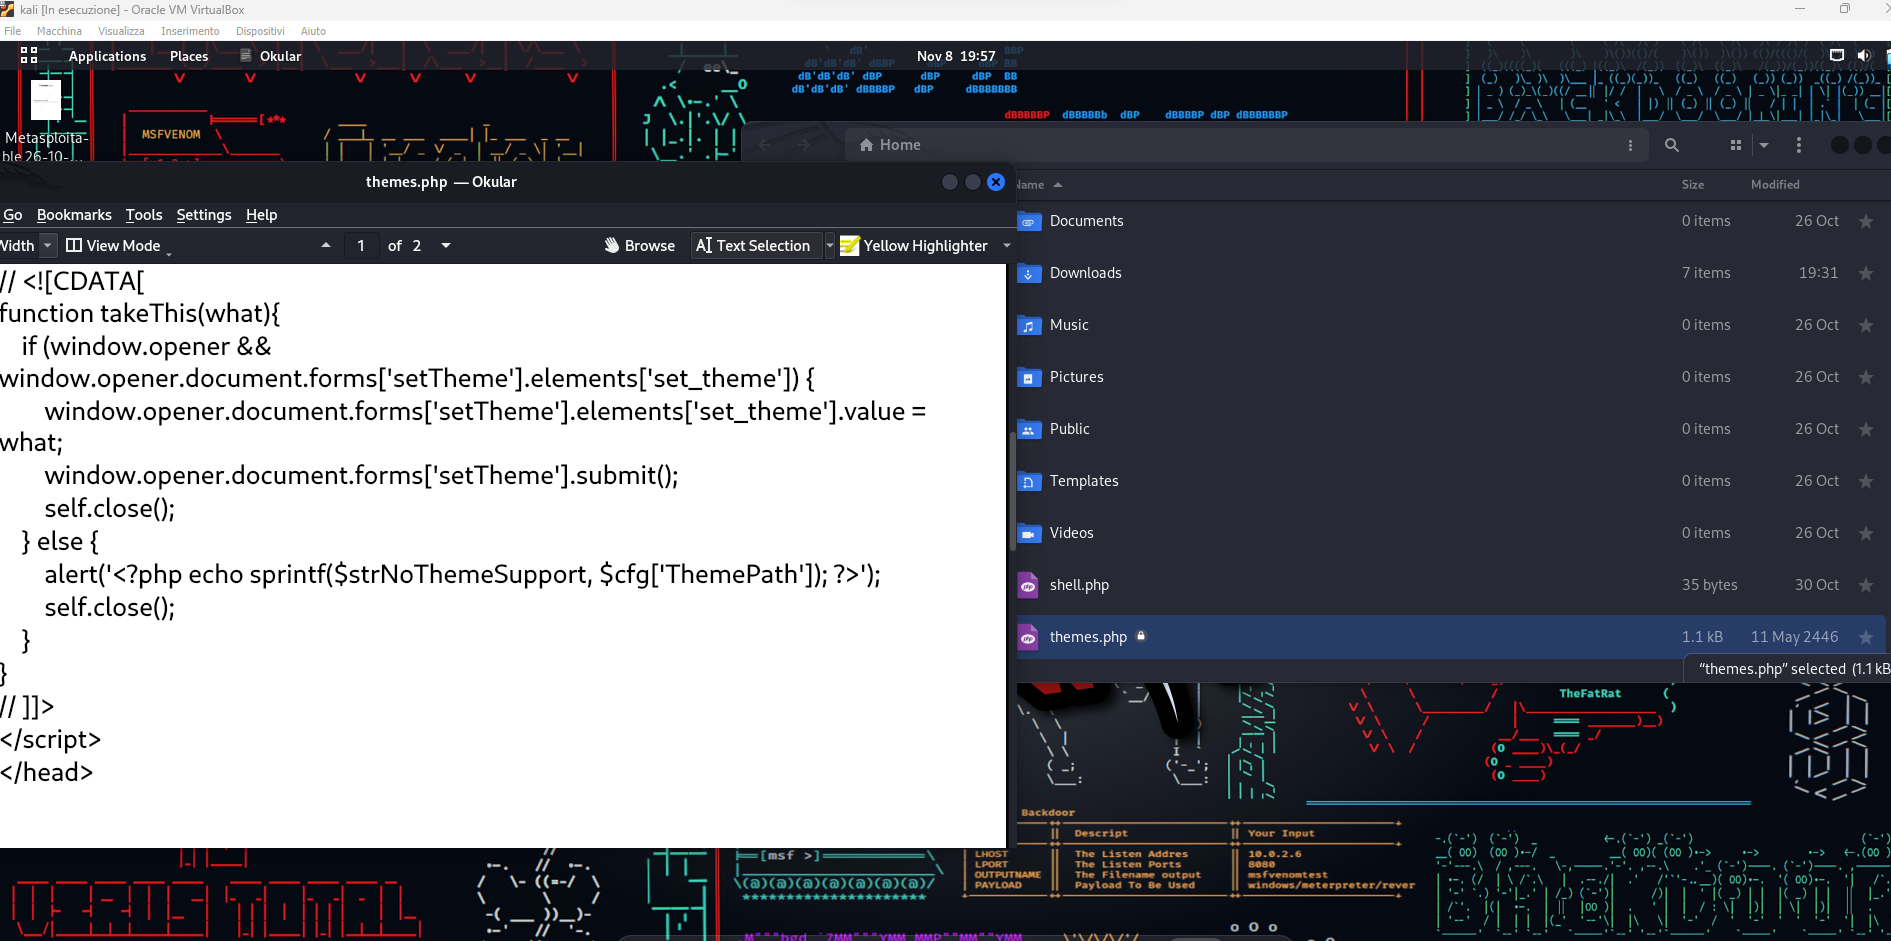 kali [In esecuzione] - Oracle VM VirtualBox
File Macchina Visualizza Inserimento Dispositivi Aiuto
Applications Places Okular Nov 8 19:57
Metasploita-
ble 26-10-...
MSFVENOM
Home
themes.php — Okular
Go Bookmarks Tools Settings Help
Width View Mode 1 of 2 Browse Text Selection Yellow Highlighter
// <![CDATA[
function takeThis(what){
if (window.opener &&
window.opener.document.forms['setTheme'].elements['set_theme']) {
window.opener.document.forms['setTheme'].elements['set_theme'].value =
what;
window.opener.document.forms['setTheme'].submit();
self.close();
} else {
alert('<?php echo sprintf($strNoThemeSupport, $cfg['ThemePath']); ?>');
self.close();
}
}
// ]]>
</script>
</head>
Name Size Modified
Documents 0 items 26 Oct
Downloads 7 items 19:31
Music 0 items 26 Oct
Pictures 0 items 26 Oct
Public 0 items 26 Oct
Templates 0 items 26 Oct
Videos 0 items 26 Oct
shell.php 35 bytes 30 Oct
themes.php 1.1 kB 11 May 2446
“themes.php” selected (1.1 kB
TheFatRat
Backdoor
Descript Your Input
LHOST The Listen Addres 10.0.2.6
LPORT The Listen Ports 8080
OUTPUTNAME The Filename output msfvenomtest
PAYLOAD Payload To Be Used windows/meterpreter/rever
[msf >]